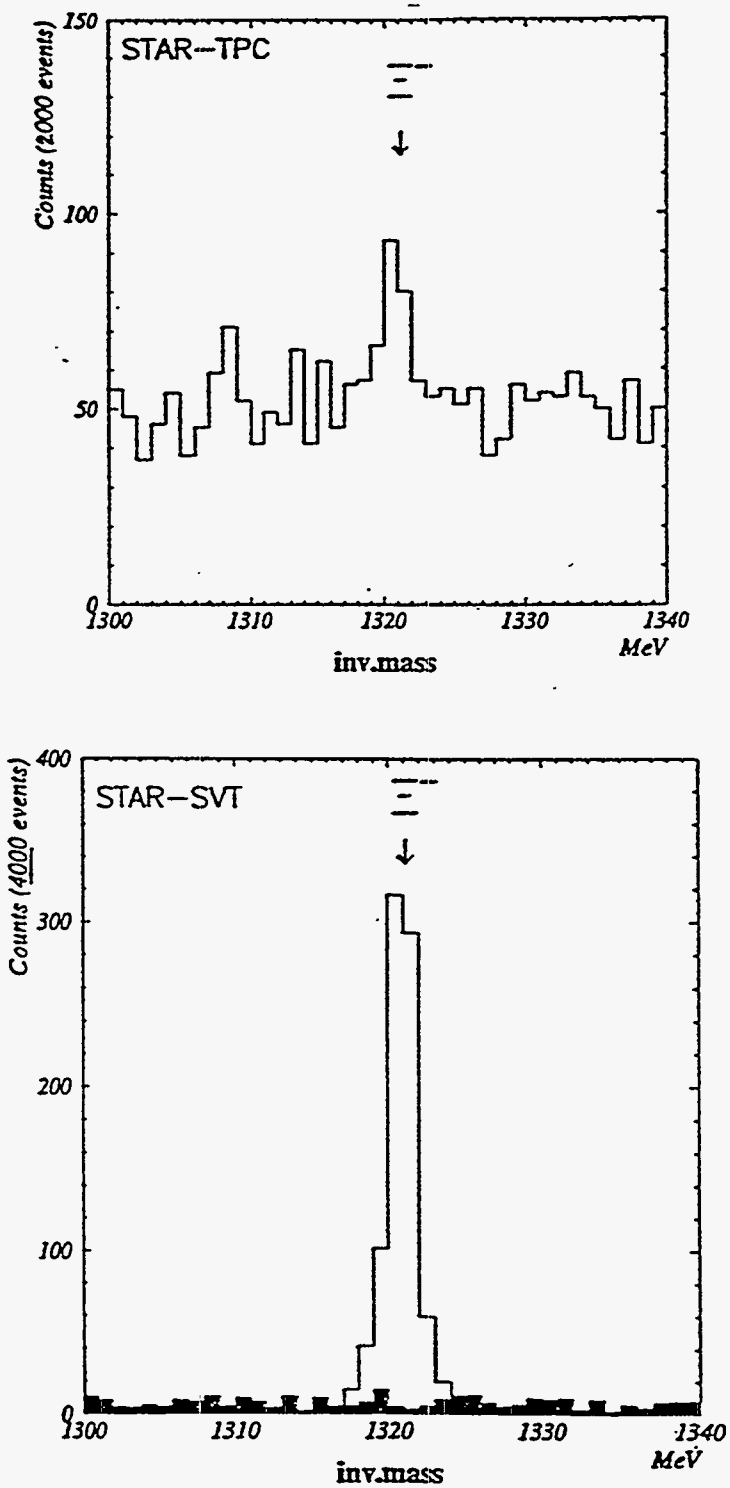 150
STAR-TPC
Ξ-
↓
Counts (2000 events)
100
50
0
1300 1310 1320 1330 1340
MeV
inv.mass
400
STAR-SVT
Ξ-
↓
Counts (4000 events)
300
200
100
0
1300 1310 1320 1330 1340
MeV
inv.mass